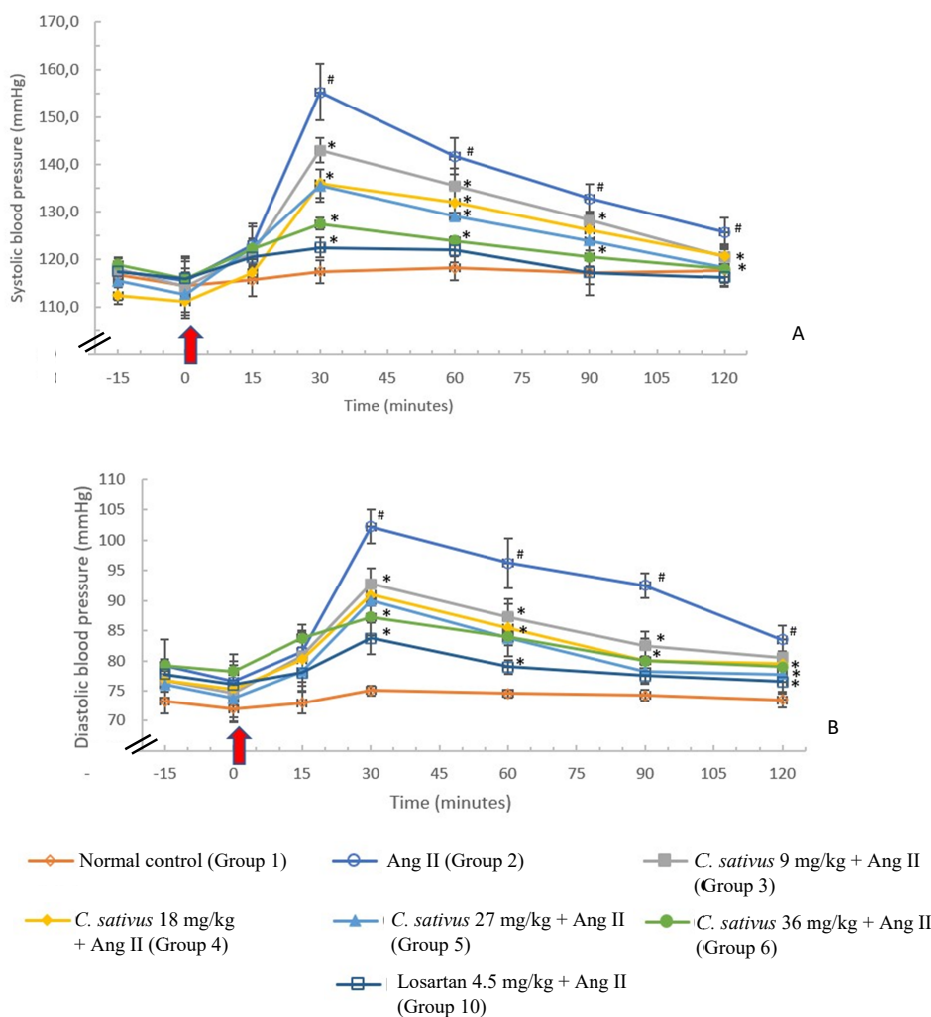 Systolic blood pressure (mmHg)
170,0
160,0
150,0
140,0
130,0
120,0
110,0
#
#
#
#
*
*
*
*
*
*
*
*
*
*
*
*
*
A
-15 0 15 30 45 60 75 90 105 120
Time (minutes)
Diastolic blood pressure (mmHg)
110
105
100
95
90
85
80
75
70
#
#
#
#
*
*
*
*
*
*
*
*
*
*
*
B
-
-15 0 15 30 45 60 75 90 105 120
Time (minutes)
Normal control (Group 1)
Ang II (Group 2)
C. sativus 9 mg/kg + Ang II
(Group 3)
C. sativus 18 mg/kg
+ Ang II (Group 4)
C. sativus 27 mg/kg + Ang II
(Group 5)
C. sativus 36 mg/kg + Ang II
(Group 6)
Losartan 4.5 mg/kg + Ang II
(Group 10)